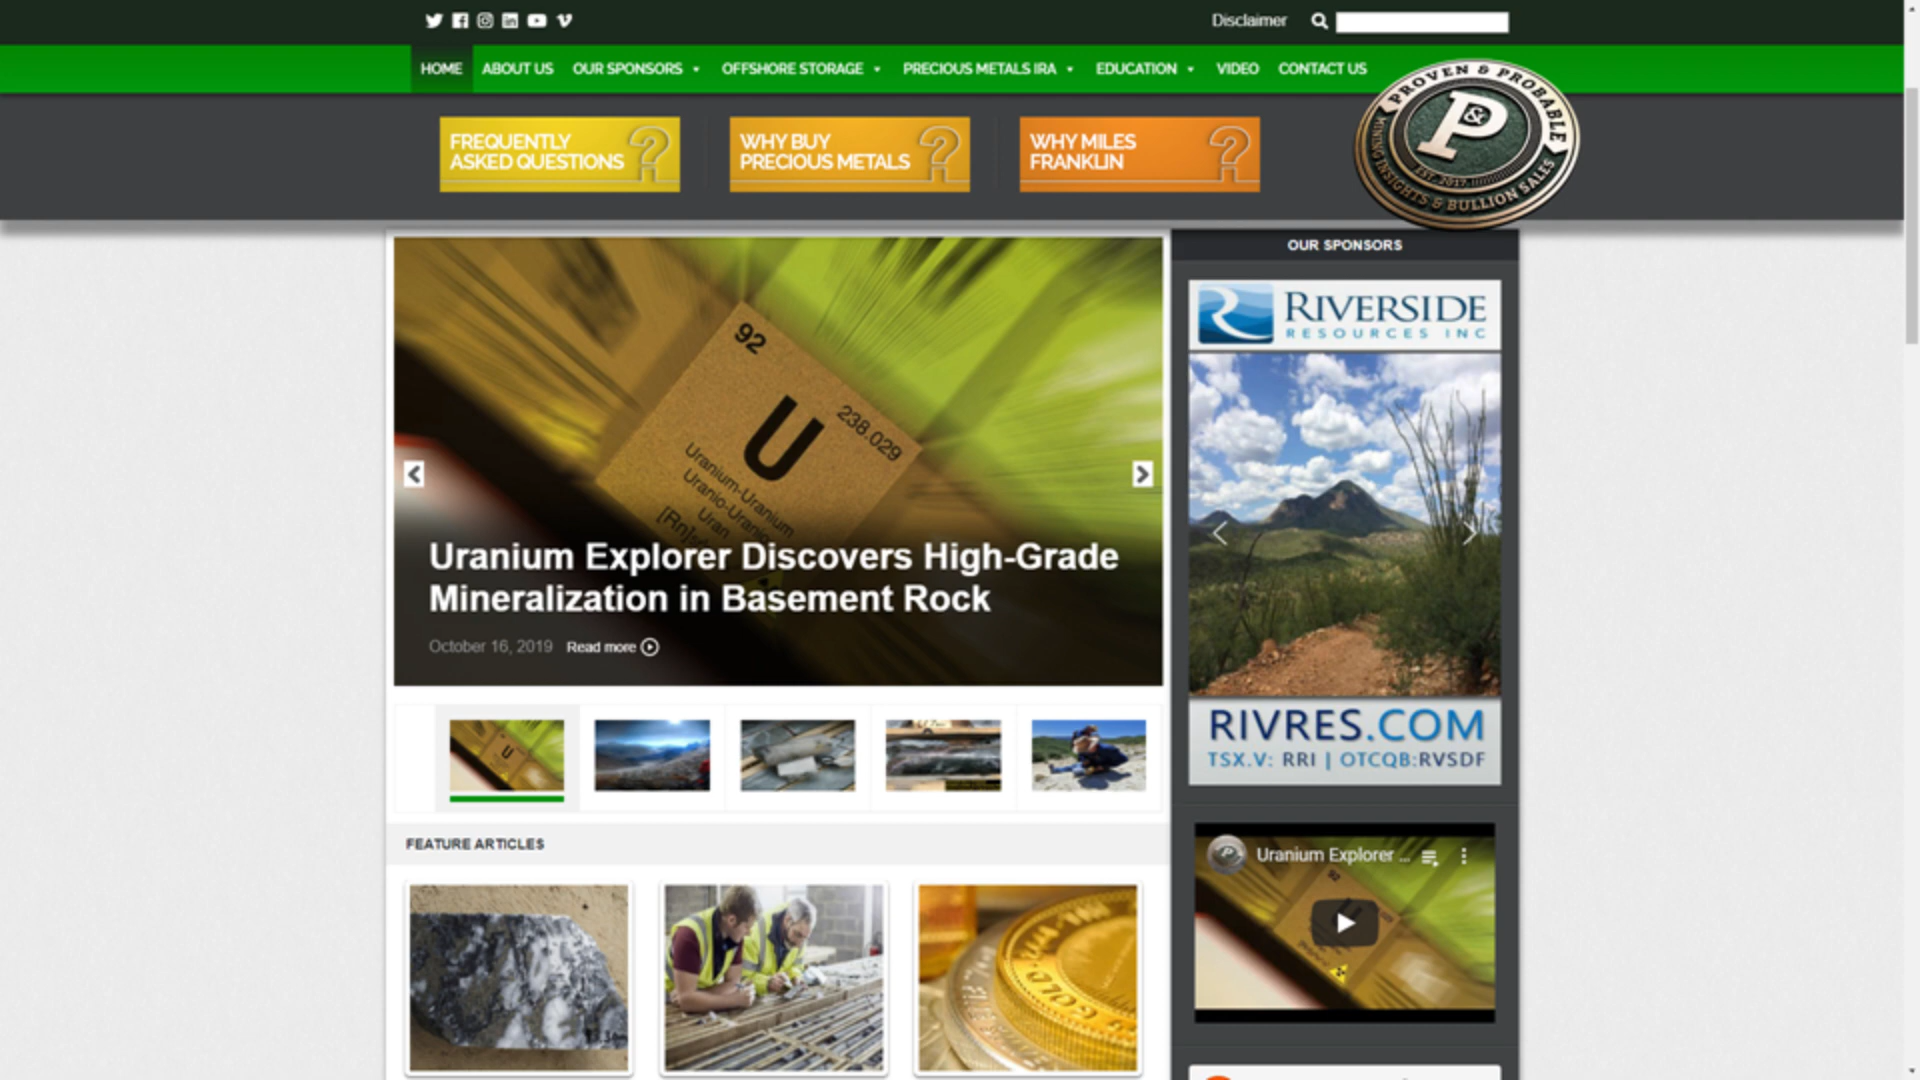 Disclaimer
HOME ABOUT US OUR SPONSORS OFFSHORE STORAGE PRECIOUS METALS IRA EDUCATION VIDEO CONTACT US
PROVEN & PROBABLE
P&P
EST. 2017
MINING INSIGHTS & BULLION SALES
FREQUENTLY
ASKED QUESTIONS
WHY BUY
PRECIOUS METALS
WHY MILES
FRANKLIN
92
U
238.029
Uranium-Uranium
Uranio-Uranio
Uran
[Rn]
Uranium Explorer Discovers High-Grade
Mineralization in Basement Rock
October 16, 2019 Read more
FEATURE ARTICLES
GOLD
OUR SPONSORS
RIVERSIDE
RESOURCES INC
RIVRES.COM
TSX.V: RRI | OTCQB:RVSDF
Uranium Explorer ...
92